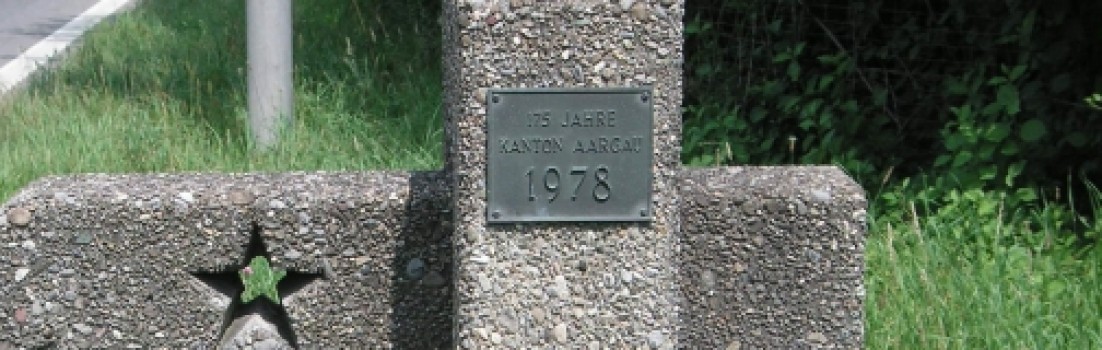 175 JAHRE
KANTON AARGAU
1978